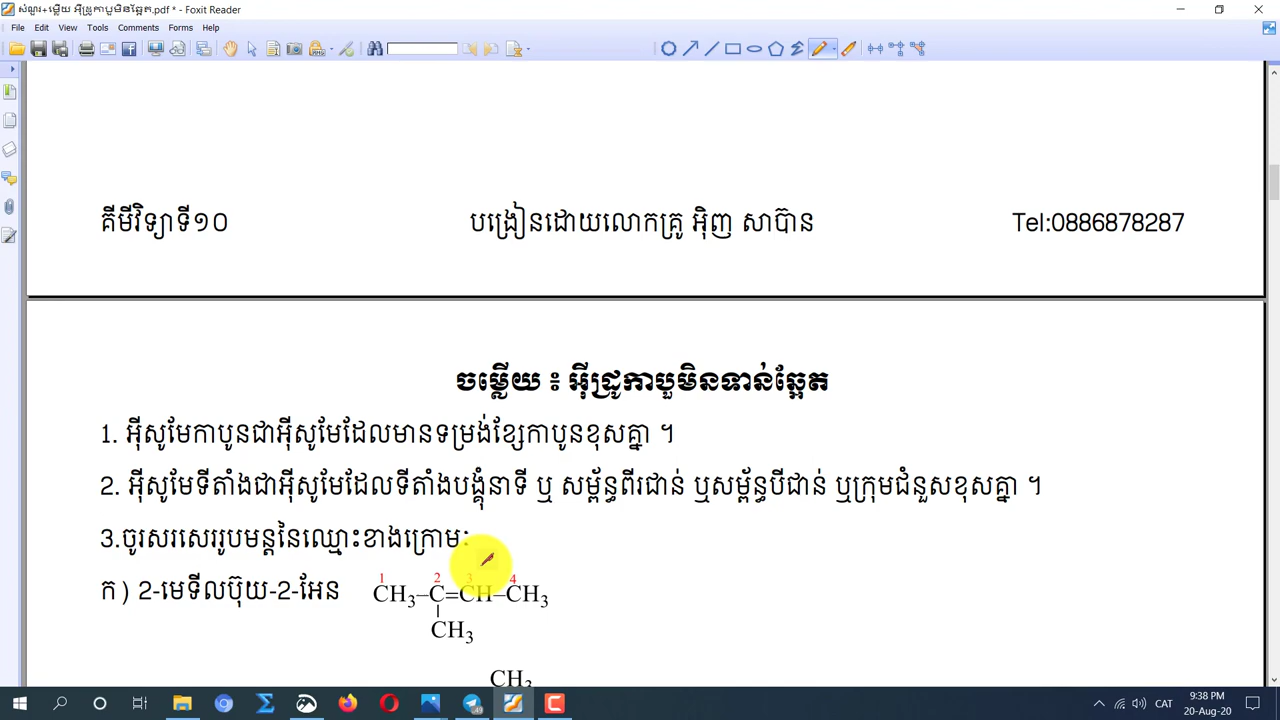 សំណួរ+ចម្លើយ អ៊ីដ្រូកាបួមិនឆ្អែត.pdf * - Foxit Reader
File Edit View Tools Comments Forms Help
គីមីវិទ្យាទី១០ បង្រៀនដោយលោកគ្រូ អ៊ិញ សាប៊ាន Tel:0886878287
ចម្លើយ ៖ អ៊ីដ្រូកាបួមិនទាន់ឆ្អែត
1. អ៊ីសូមែកាបូនជាអ៊ីសូមែដែលមានទម្រង់ខ្សែកាបូនខុសគ្នា ។
2. អ៊ីសូមែទីតាំងជាអ៊ីសូមែដែលទីតាំងបង្គុំនាទី ឬ សម្ព័ន្ធពីរជាន់ ឬសម្ព័ន្ធបីជាន់ ឬក្រុមជំនួសខុសគ្នា ។
3.ចូរសរសេររូបមន្តនៃឈ្មោះខាងក្រោម:
1 2 3 4
ក ) 2-មេទីលប៊ុយ-2-អែន CH3–C=CH–CH3
CH3
CH3
9:38 PM
CAT
20-Aug-20